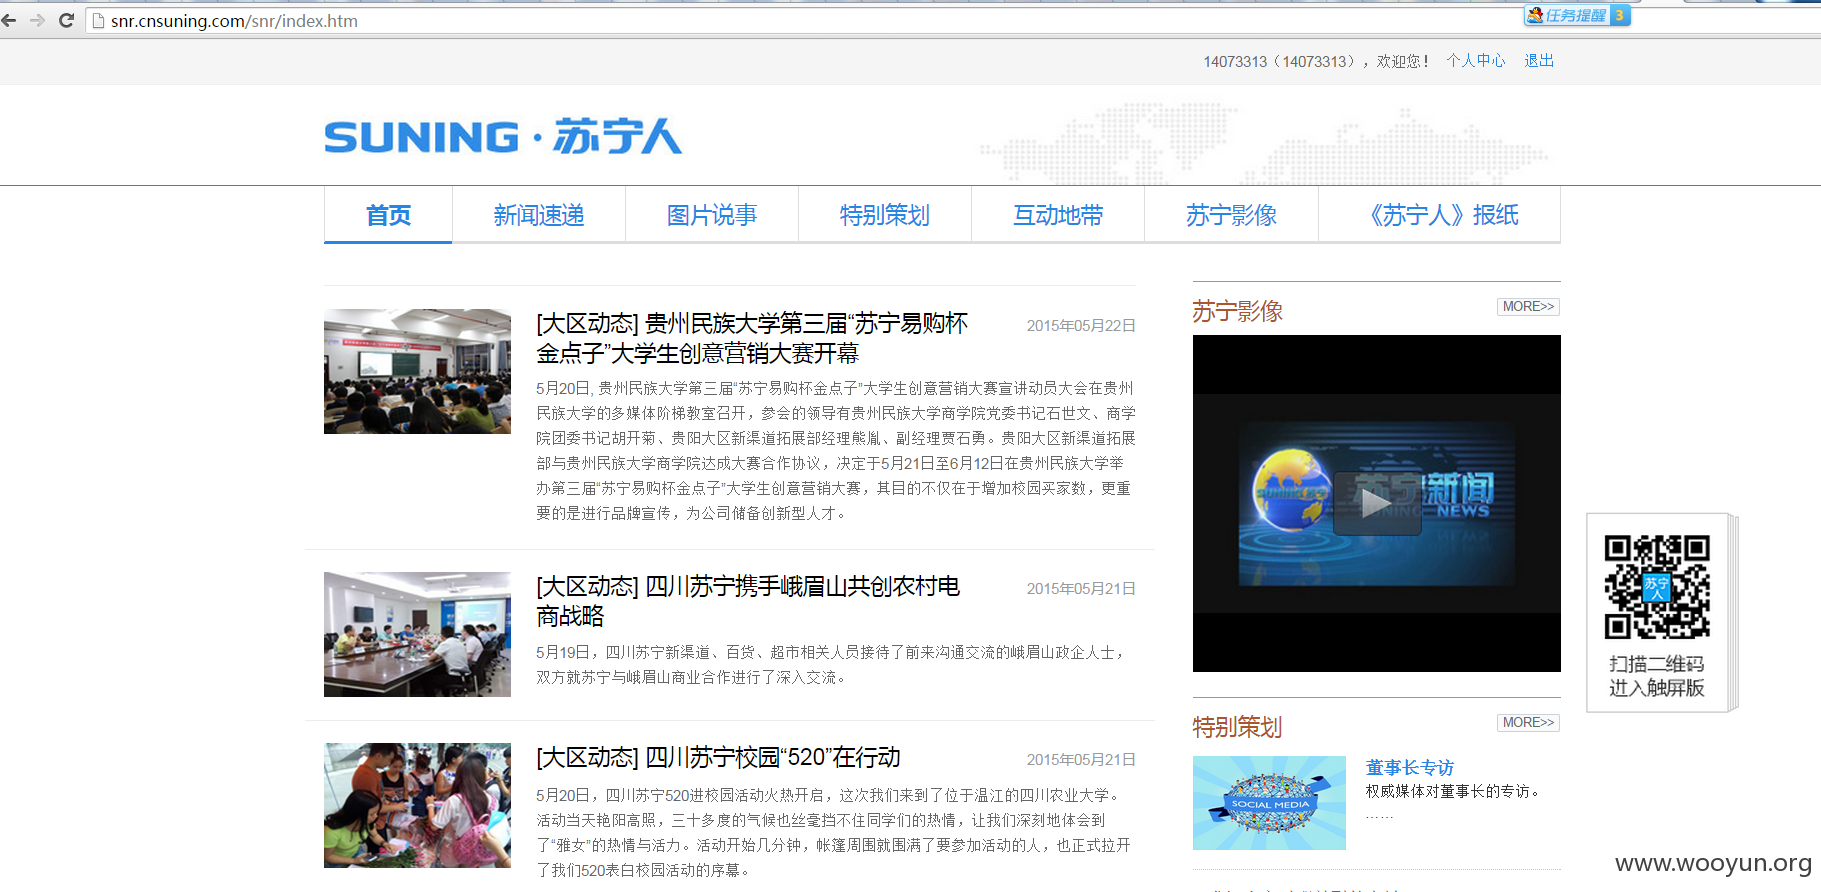 snr.cnsuning.com/snr/index.htm
任务提醒 3
14073313（14073313），欢迎您！ 个人中心 退出
SUNING·苏宁人
首页 新闻速递 图片说事 特别策划 互动地带 苏宁影像 《苏宁人》报纸
[大区动态] 贵州民族大学第三届“苏宁易购杯
金点子”大学生创意营销大赛开幕
2015年05月22日
5月20日, 贵州民族大学第三届“苏宁易购杯金点子”大学生创意营销大赛宣讲动员大会在贵州
民族大学的多媒体阶梯教室召开，参会的领导有贵州民族大学商学院党委书记石世文、商学
院团委书记胡开菊、贵阳大区新渠道拓展部经理熊胤、副经理贾石勇。贵阳大区新渠道拓展
部与贵州民族大学商学院达成大赛合作协议，决定于5月21日至6月12日在贵州民族大学举
办第三届“苏宁易购杯金点子”大学生创意营销大赛，其目的不仅在于增加校园买家数，更重
要的是进行品牌宣传，为公司储备创新型人才。
[大区动态] 四川苏宁携手峨眉山共创农村电
商战略
2015年05月21日
5月19日，四川苏宁新渠道、百货、超市相关人员接待了前来沟通交流的峨眉山政企人士，
双方就苏宁与峨眉山商业合作进行了深入交流。
[大区动态] 四川苏宁校园“520”在行动
2015年05月21日
5月20日，四川苏宁520进校园活动火热开启，这次我们来到了位于温江的四川农业大学。
活动当天艳阳高照，三十多度的气候也丝毫挡不住同学们的热情，让我们深刻地体会到
了“雅女”的热情与活力。活动开始几分钟，帐篷周围就围满了要参加活动的人，也正式拉开
了我们520表白校园活动的序幕。
苏宁影像 MORE>>
苏宁新闻
SUNING NEWS
特别策划 MORE>>
SOCIAL MEDIA
董事长专访
权威媒体对董事长的专访。
……
苏宁
人
扫描二维码
进入触屏版
www.wooyun.org